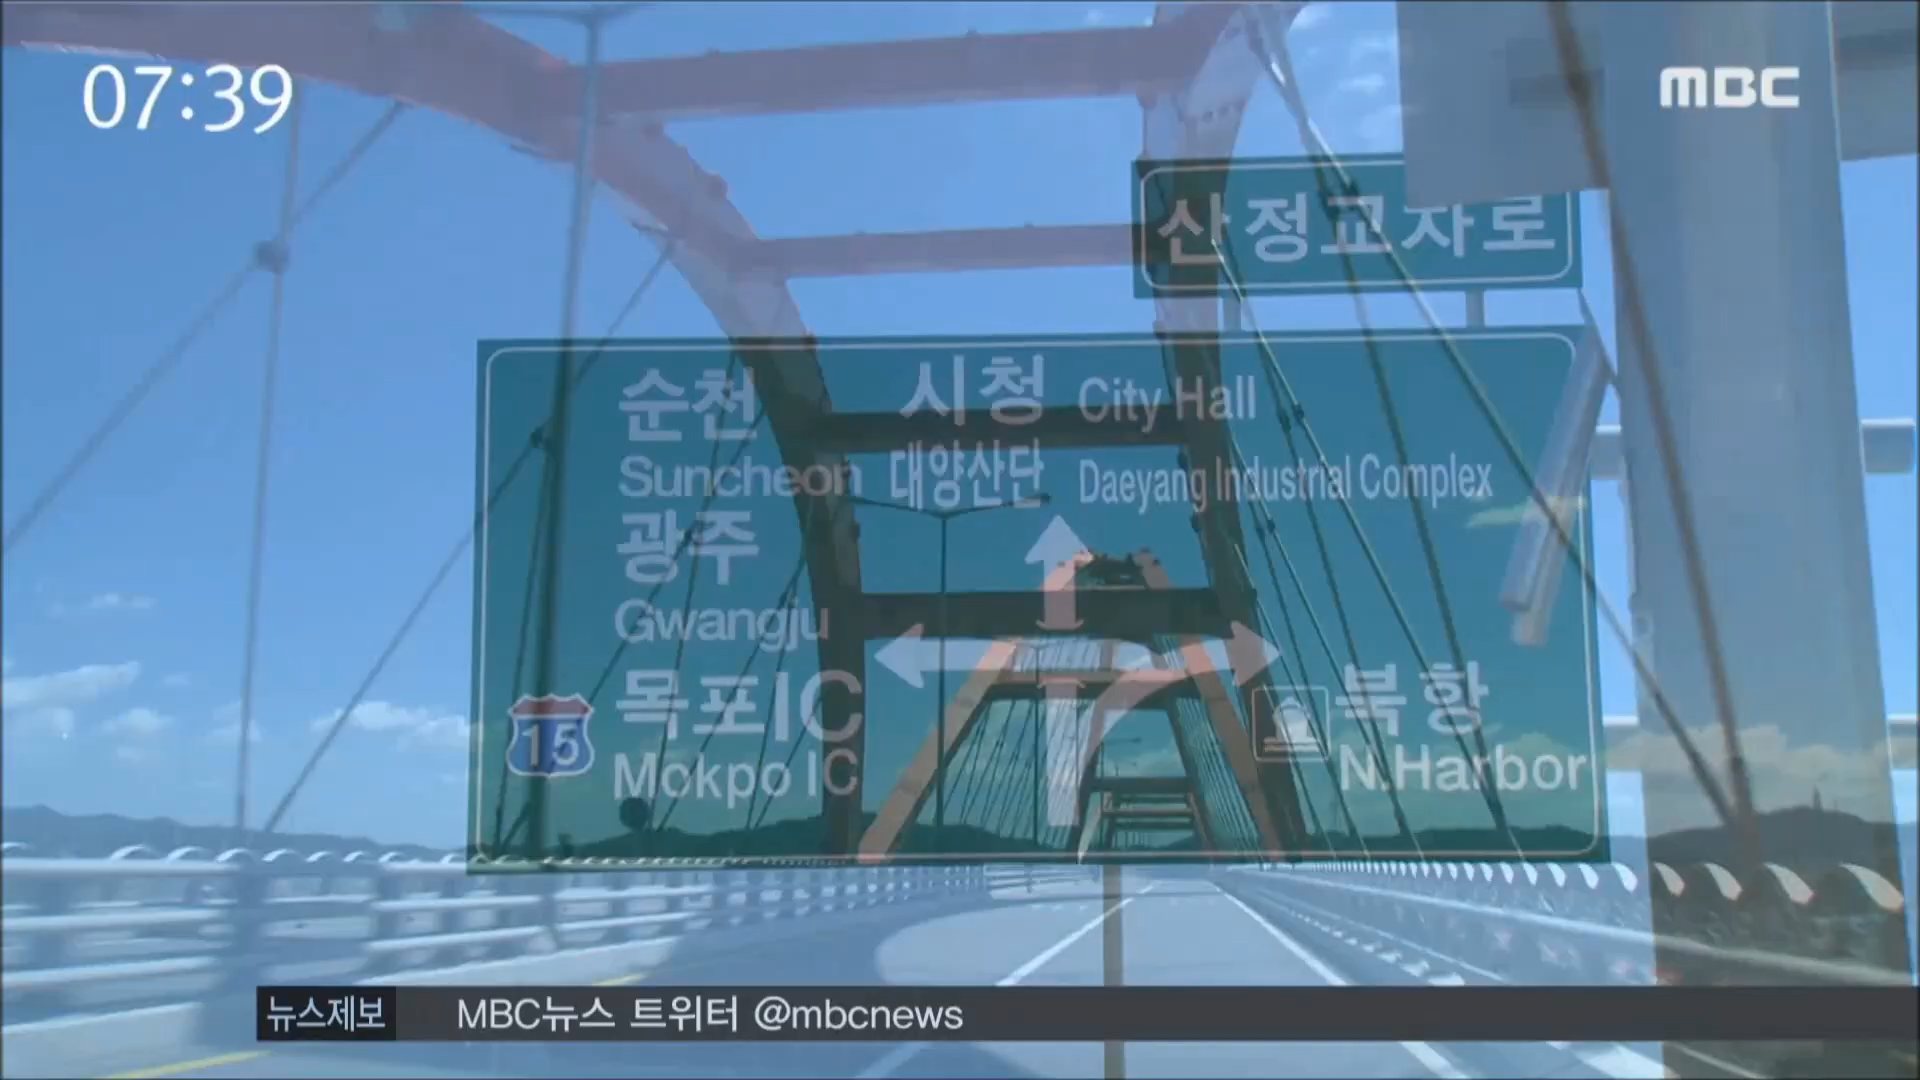 07:39
MBC
산정교차로
순천
Suncheon
광주
Gwangju
15
목포IC
Mokpo IC
시청 City Hall
대양산단 Daeyang Industrial Complex
북항
N.Harbor
뉴스제보 MBC뉴스 트위터 @mbcnews